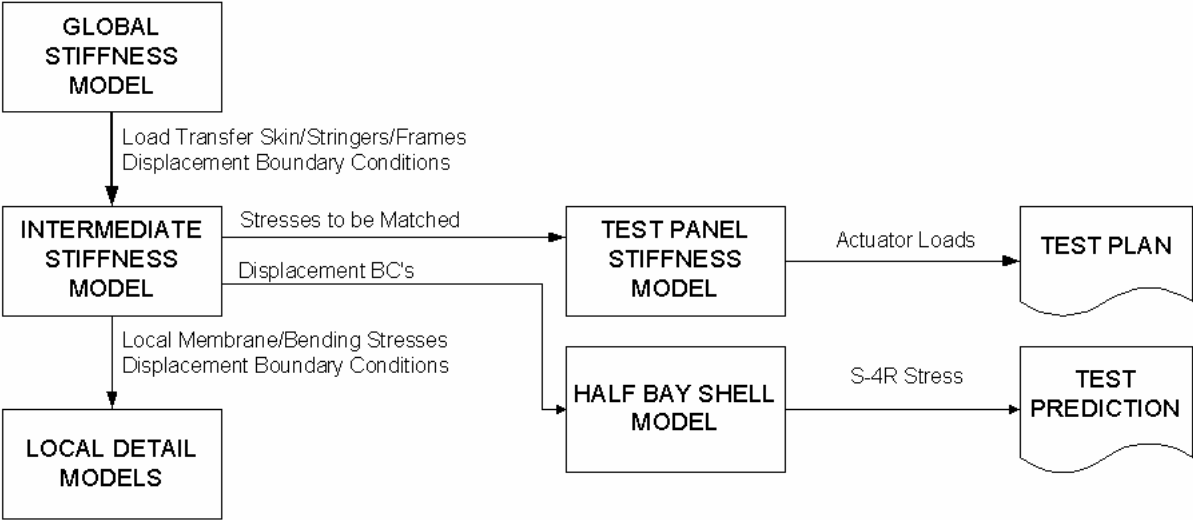 GLOBAL
STIFFNESS
MODEL
Load Transfer Skin/Stringers/Frames
Displacement Boundary Conditions
INTERMEDIATE
STIFFNESS
MODEL
Stresses to be Matched
Displacement BC's
TEST PANEL
STIFFNESS
MODEL
Actuator Loads
TEST PLAN
Local Membrane/Bending Stresses
Displacement Boundary Conditions
HALF BAY SHELL
MODEL
S-4R Stress
TEST
PREDICTION
LOCAL DETAIL
MODELS